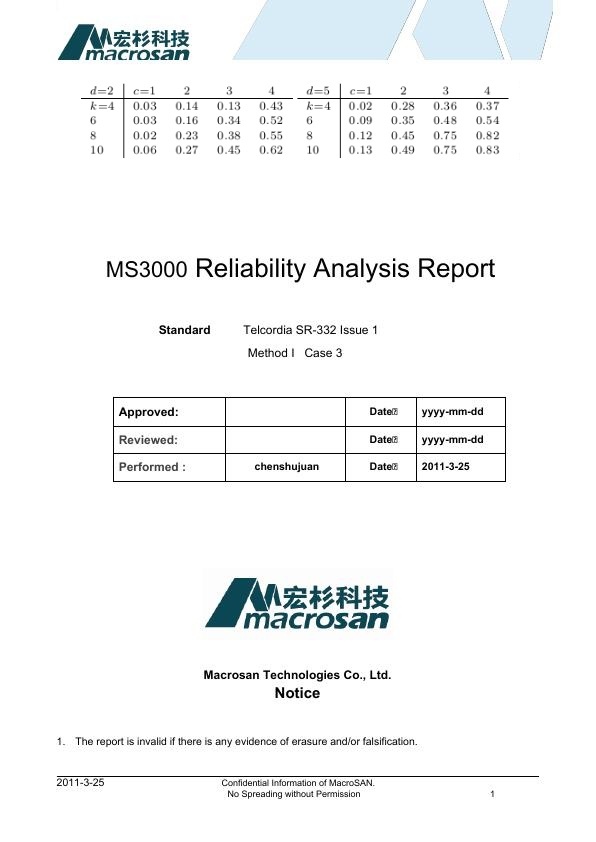 宏杉科技
macrosan
d=2 c=1 2 3 4 d=5 c=1 2 3 4
k=4 0.03 0.14 0.13 0.43 k=4 0.02 0.28 0.36 0.37
6 0.03 0.16 0.34 0.52 6 0.09 0.35 0.48 0.54
8 0.02 0.23 0.38 0.55 8 0.12 0.45 0.75 0.82
10 0.06 0.27 0.45 0.62 10 0.13 0.49 0.75 0.83
MS3000 Reliability Analysis Report
Standard Telcordia SR-332 Issue 1
Method I Case 3
Approved: Date yyyy-mm-dd
Reviewed: Date yyyy-mm-dd
Performed : chenshujuan Date 2011-3-25
宏杉科技
macrosan
Macrosan Technologies Co., Ltd.
Notice
1. The report is invalid if there is any evidence of erasure and/or falsification.
2011-3-25 Confidential Information of MacroSAN.
No Spreading without Permission 1